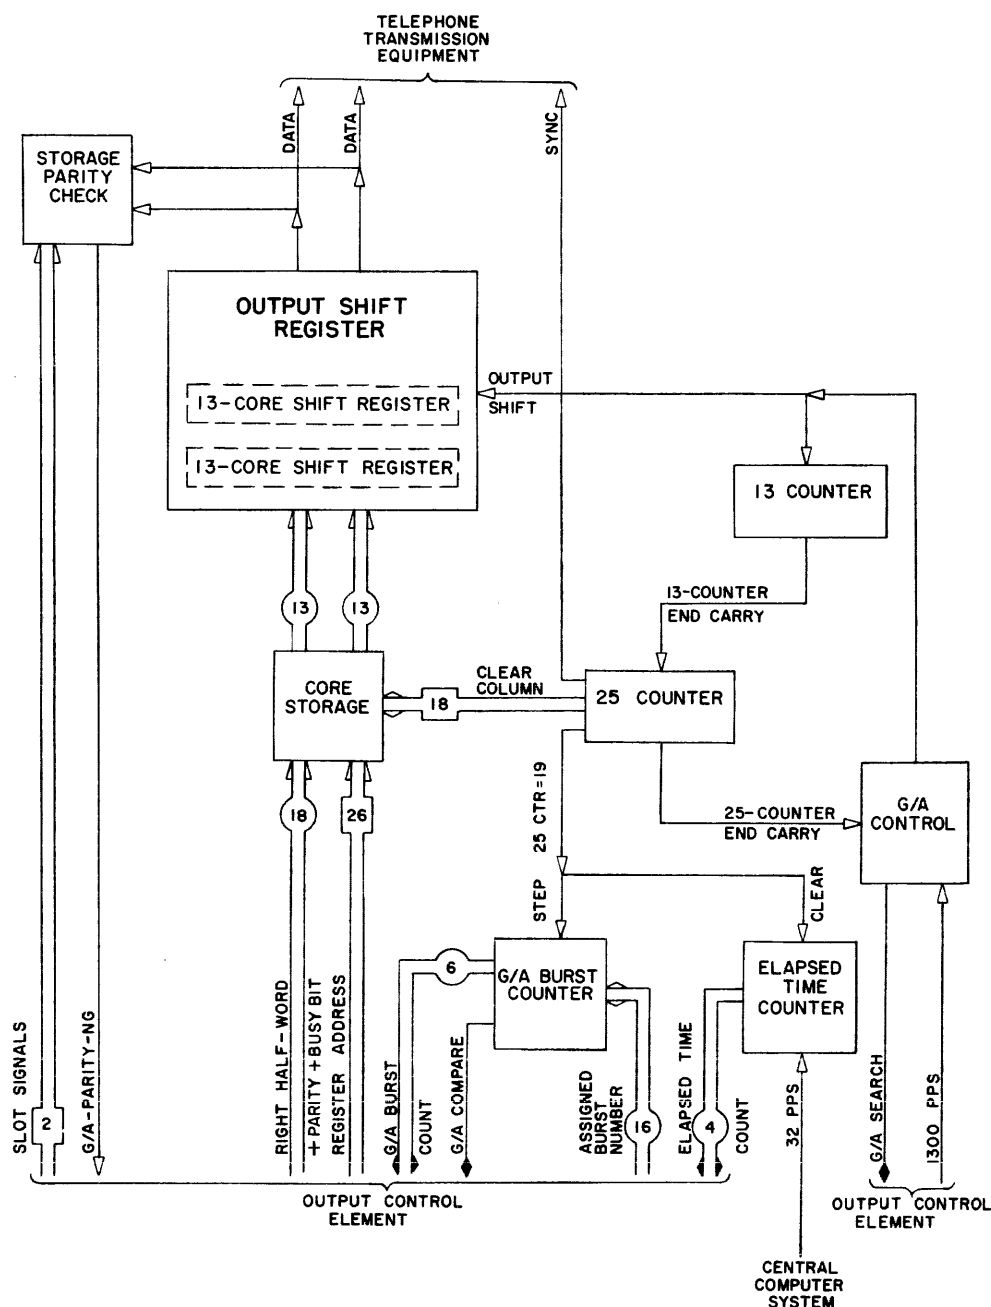 TELEPHONE
TRANSMISSION
EQUIPMENT
DATA
DATA
SYNC
STORAGE
PARITY
CHECK
OUTPUT SHIFT
REGISTER
13-CORE SHIFT REGISTER
13-CORE SHIFT REGISTER
OUTPUT
SHIFT
13 COUNTER
13-COUNTER
END CARRY
13
13
CORE
STORAGE
CLEAR
COLUMN
18
25 COUNTER
18
26
25 CTR=19
25-COUNTER
END CARRY
G/A
CONTROL
STEP
CLEAR
6
G/A BURST
COUNTER
ELAPSED
TIME
COUNTER
SLOT SIGNALS
2
G/A-PARITY-NG
RIGHT HALF-WORD
+PARITY+BUSY BIT
REGISTER ADDRESS
G/A BURST
COUNT
G/A COMPARE
ASSIGNED
BURST
NUMBER
16
ELAPSED TIME
4
COUNT
32 PPS
G/A SEARCH
1300 PPS
OUTPUT CONTROL
ELEMENT
OUTPUT CONTROL
ELEMENT
CENTRAL
COMPUTER
SYSTEM